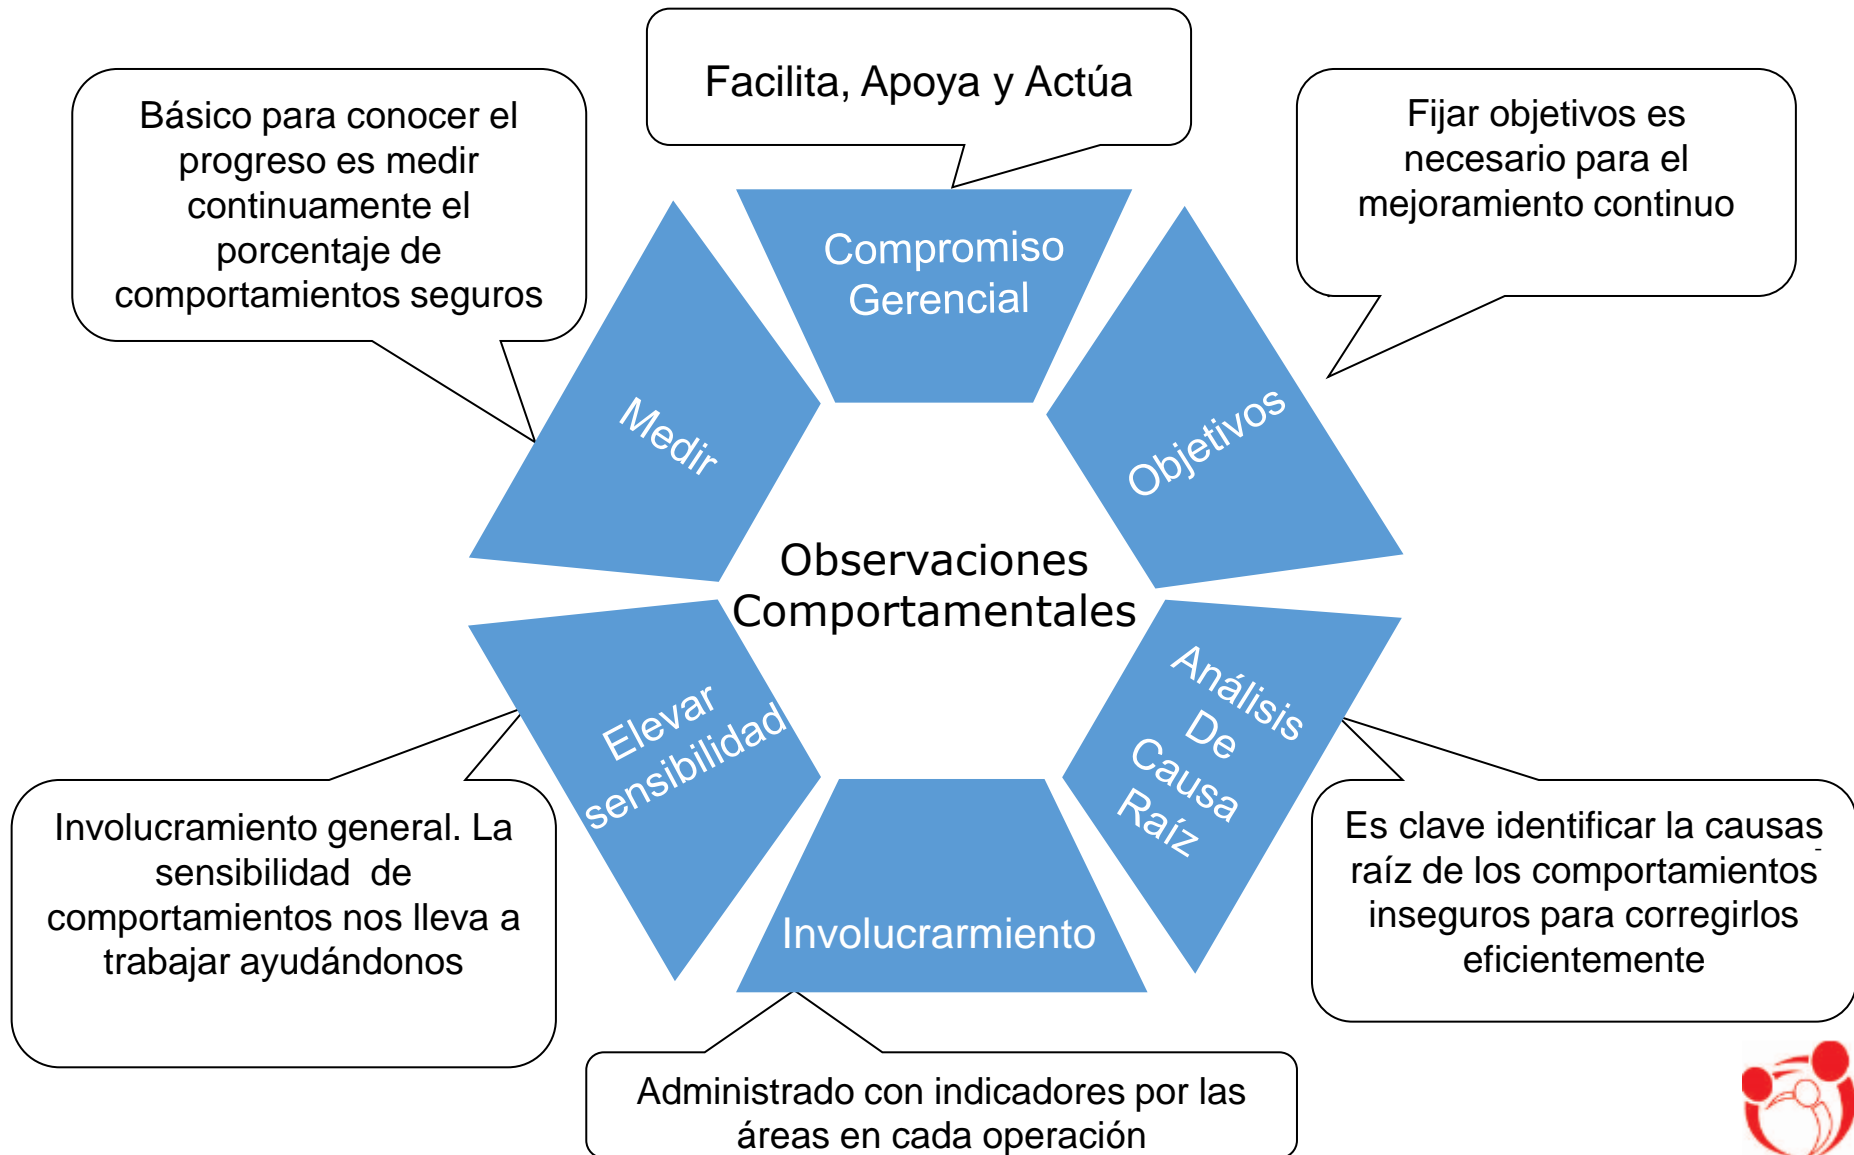 Facilita, Apoya y Actúa
Básico para conocer el
progreso es medir
continuamente el
porcentaje de
comportamientos seguros
Fijar objetivos es
necesario para el
mejoramiento continuo
Compromiso
Gerencial
Medir
Objetivos
Observaciones
Comportamentales
Elevar
sensibilidad
Análisis
De
Causa
Raíz
Involucrarmiento
Involucramiento general. La
sensibilidad  de
comportamientos nos lleva a
trabajar ayudándonos
Es clave identificar la causas
raíz de los comportamientos
inseguros para corregirlos
eficientemente
Administrado con indicadores por las
áreas en cada operación